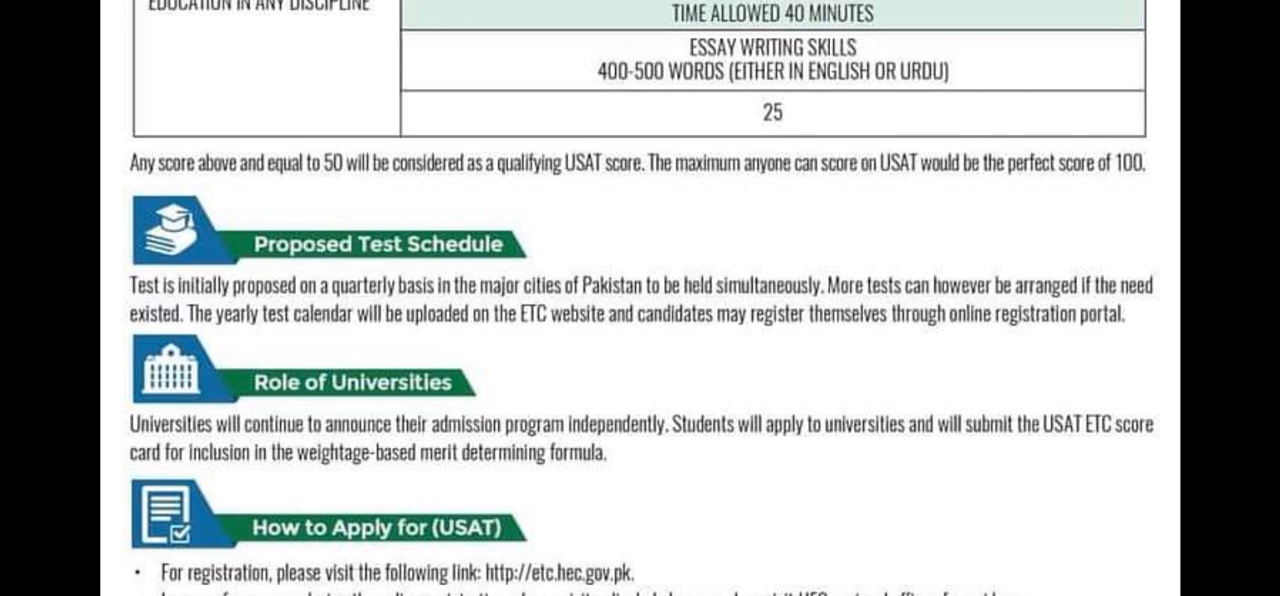 EDUCATION IN ANY DISCIPLINE
TIME ALLOWED 40 MINUTES
ESSAY WRITING SKILLS
400-500 WORDS (EITHER IN ENGLISH OR URDU)
25
Any score above and equal to 50 will be considered as a qualifying USAT score. The maximum anyone can score on USAT would be the perfect score of 100.
Proposed Test Schedule
Test is initially proposed on a quarterly basis in the major cities of Pakistan to be held simultaneously. More tests can however be arranged if the need
existed. The yearly test calendar will be uploaded on the ETC website and candidates may register themselves through online registration portal.
Role of Universities
Universities will continue to announce their admission program independently. Students will apply to universities and will submit the USAT ETC score
card for inclusion in the weightage-based merit determining formula.
How to Apply for (USAT)
• For registration, please visit the following link: http://etc.hec.gov.pk.